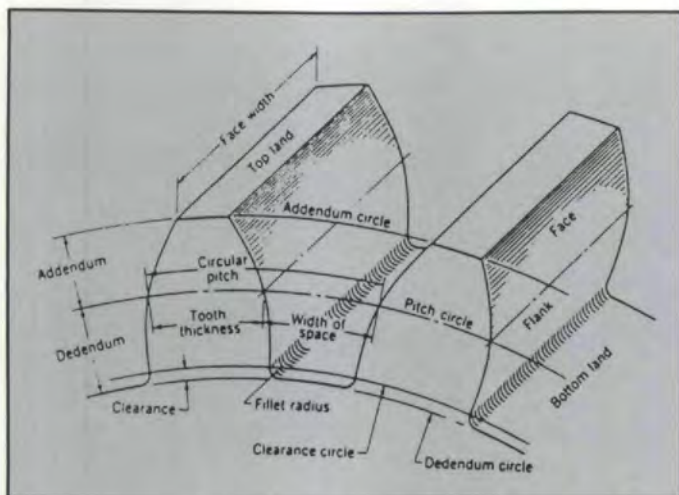 Face width
Top land
Addendum circle
Addendum
Circular
pitch
Face
Tooth
thickness
Width of
space
Pitch circle
Flank
Dedendum
Bottom land
Clearance
Fillet radius
Clearance circle
Dedendum circle